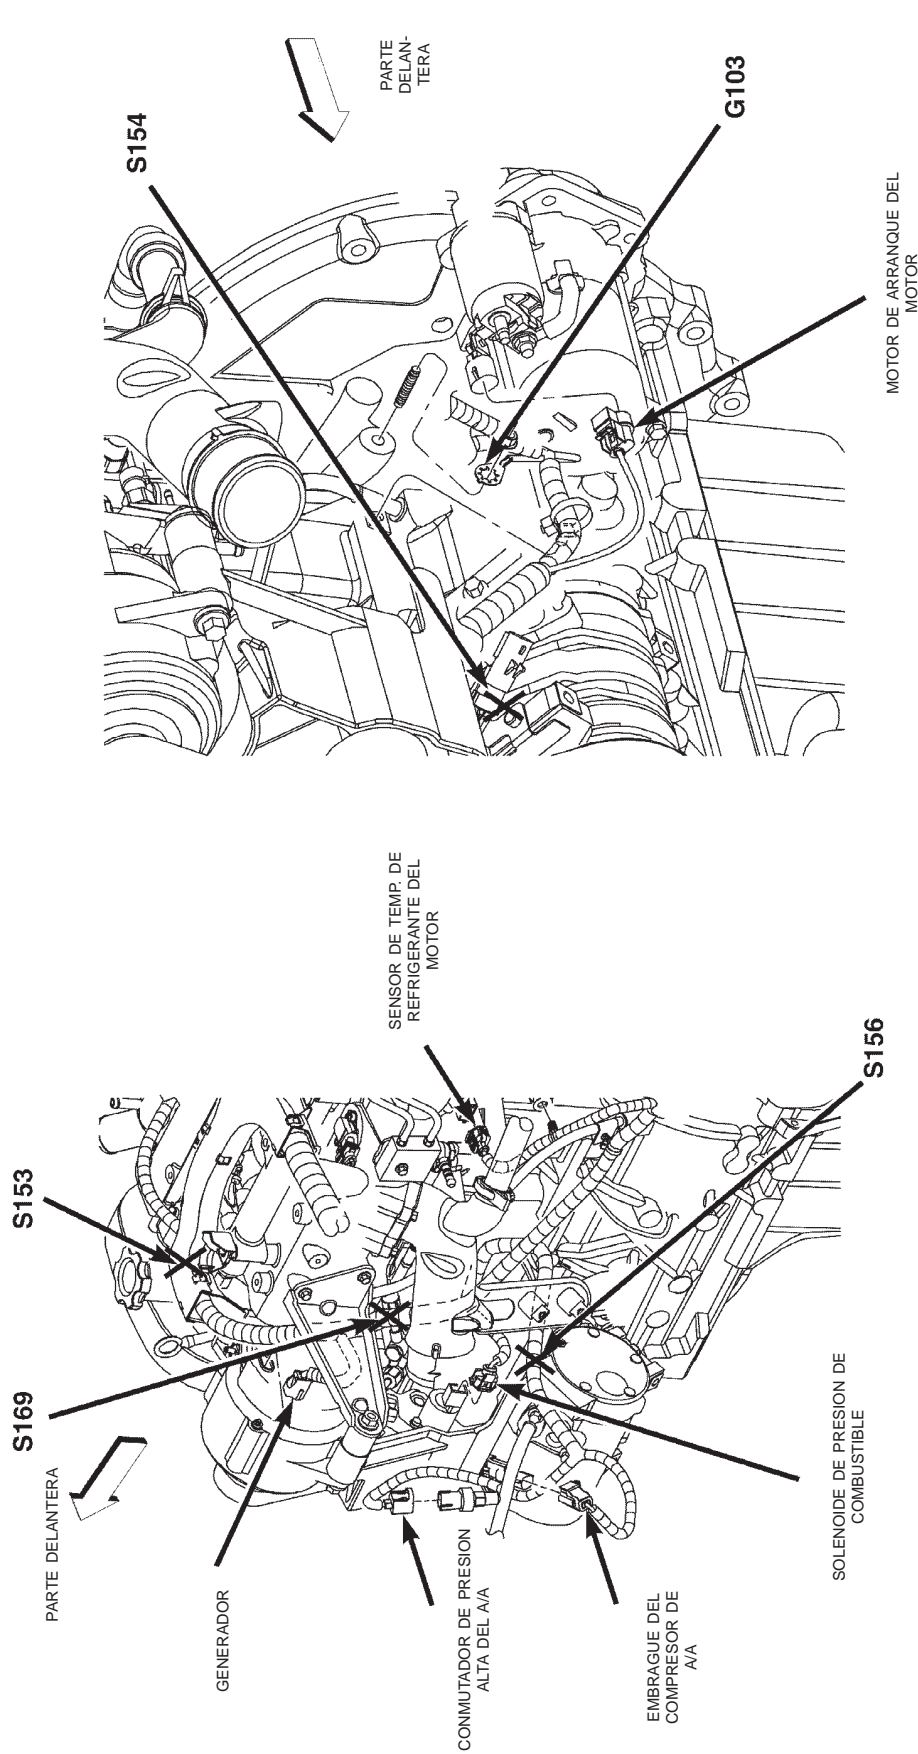 S153
S169
PARTE DELANTERA
GENERADOR
CONMUTADOR DE PRESION
ALTA DEL A/A
EMBRAGUE DEL
COMPRESOR DE
A/A
SOLENOIDE DE PRESION DE
COMBUSTIBLE
S156
SENSOR DE TEMP. DE
REFRIGERANTE DEL
MOTOR
S154
PARTE
DELAN-
TERA
G103
MOTOR DE ARRANQUE DEL
MOTOR